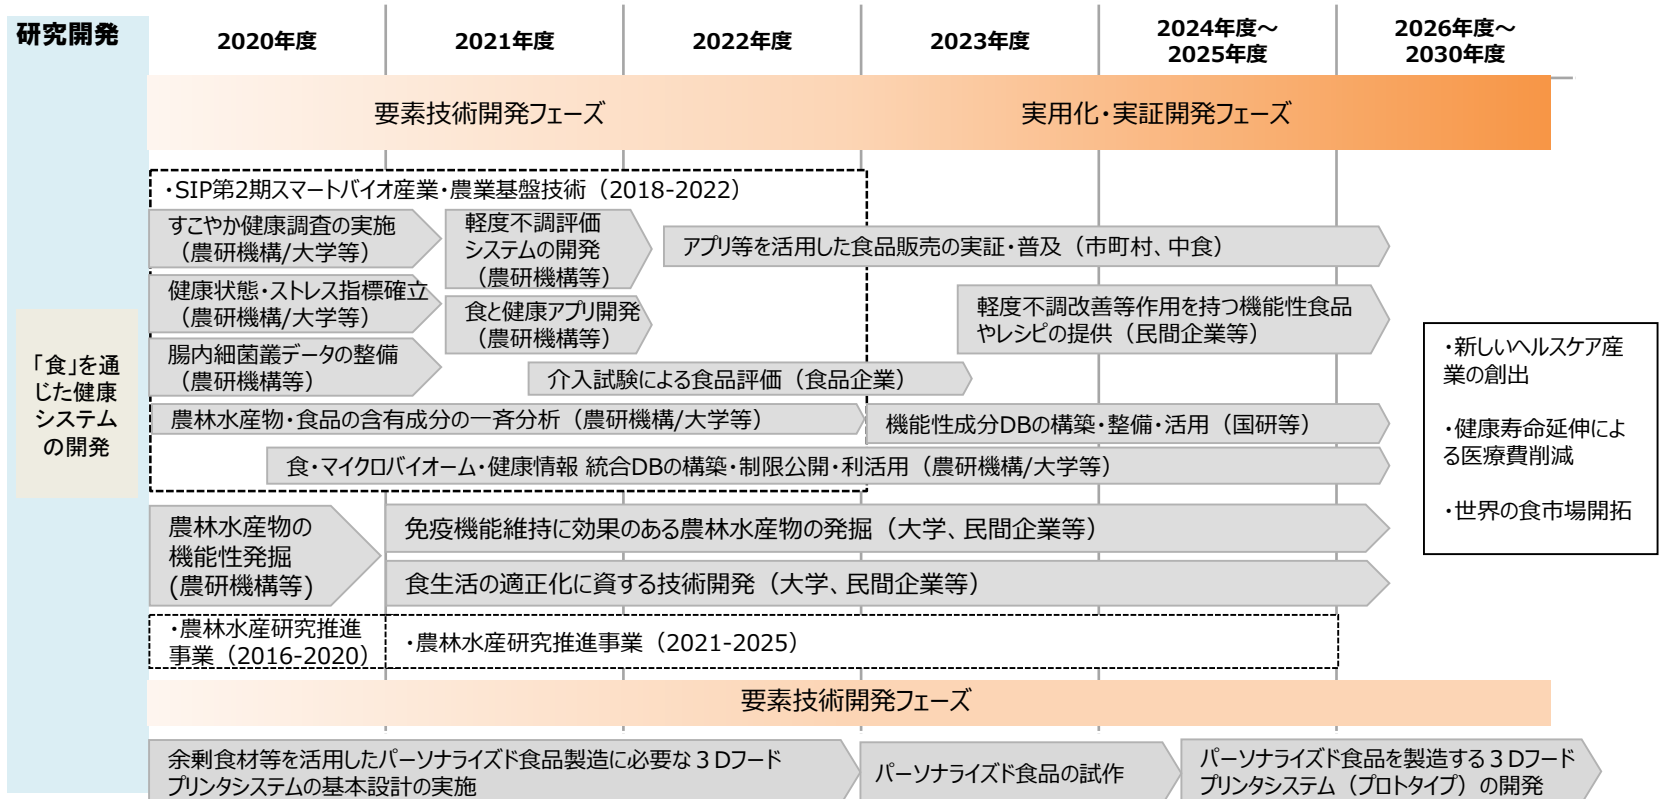 研究開発
2020年度
2021年度
2022年度
2023年度
2024年度～
2025年度
2026年度～
2030年度
要素技術開発フェーズ
実用化・実証開発フェーズ
「食」を通
じた健康
システム
の開発
・SIP第2期スマートバイオ産業・農業基盤技術（2018-2022）
すこやか健康調査の実施
（農研機構/大学等）
軽度不調評価
システムの開発
（農研機構等）
アプリ等を活用した食品販売の実証・普及（市町村、中食）
健康状態・ストレス指標確立
（農研機構/大学等）
食と健康アプリ開発
（農研機構等）
軽度不調改善等作用を持つ機能性食品
やレシピの提供（民間企業等）
腸内細菌叢データの整備
（農研機構等）
介入試験による食品評価（食品企業）
農林水産物・食品の含有成分の一斉分析（農研機構/大学等）
機能性成分DBの構築・整備・活用（国研等）
食・マイクロバイオーム・健康情報 統合DBの構築・制限公開・利活用（農研機構/大学等）
農林水産物の
機能性発掘
(農研機構等）
免疫機能維持に効果のある農林水産物の発掘（大学、民間企業等）
食生活の適正化に資する技術開発（大学、民間企業等）
・農林水産研究推進
事業（2016-2020）
・農林水産研究推進事業（2021-2025）
・新しいヘルスケア産
業の創出
・健康寿命延伸によ
る医療費削減
・世界の食市場開拓
要素技術開発フェーズ
余剰食材等を活用したパーソナライズド食品製造に必要な３Dフード
プリンタシステムの基本設計の実施
パーソナライズド食品の試作
パーソナライズド食品を製造する３Dフード
プリンタシステム（プロトタイプ）の開発